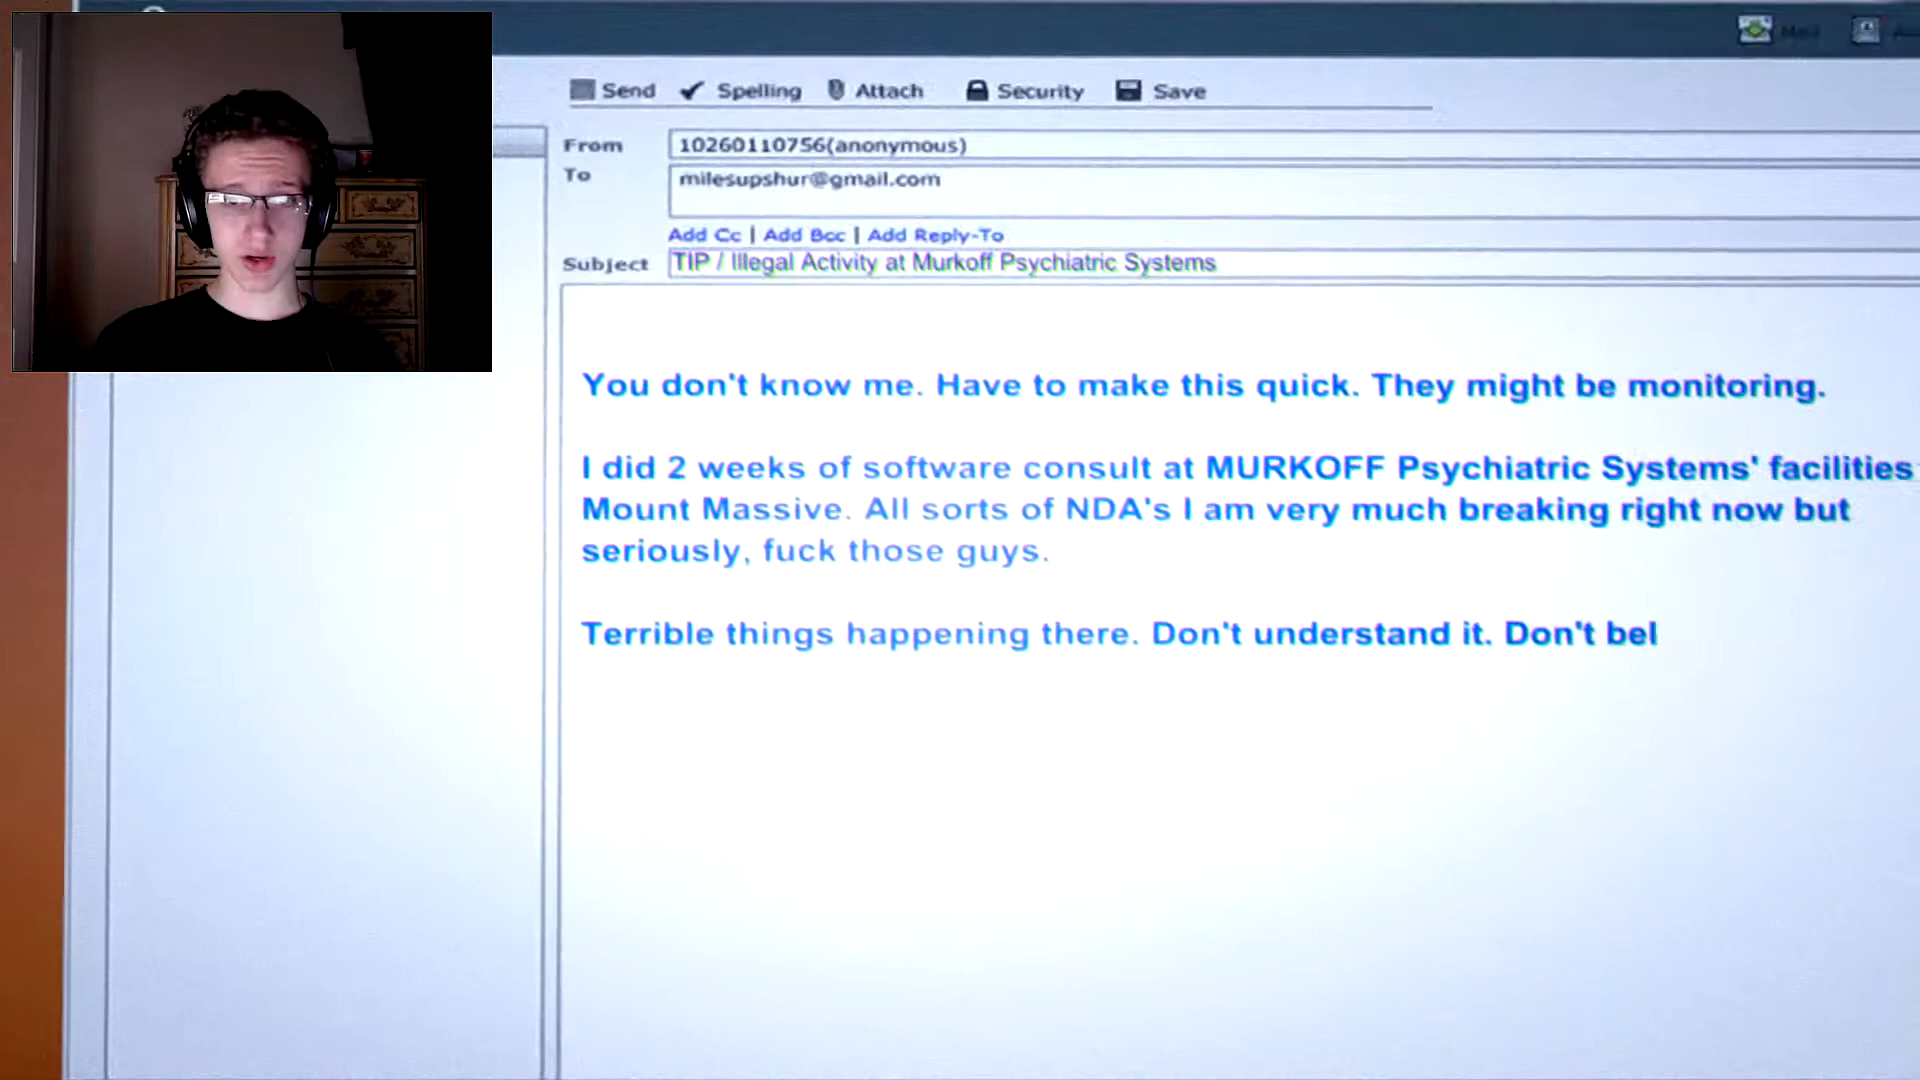 Mail
Send Spelling Attach Security Save
From 10260110756(anonymous)
To milesupshur@gmail.com
Add Cc | Add Bcc | Add Reply-To
Subject TIP / Illegal Activity at Murkoff Psychiatric Systems
You don't know me. Have to make this quick. They might be monitoring.
I did 2 weeks of software consult at MURKOFF Psychiatric Systems' facilities
Mount Massive. All sorts of NDA's I am very much breaking right now but
seriously, fuck those guys.
Terrible things happening there. Don't understand it. Don't bel